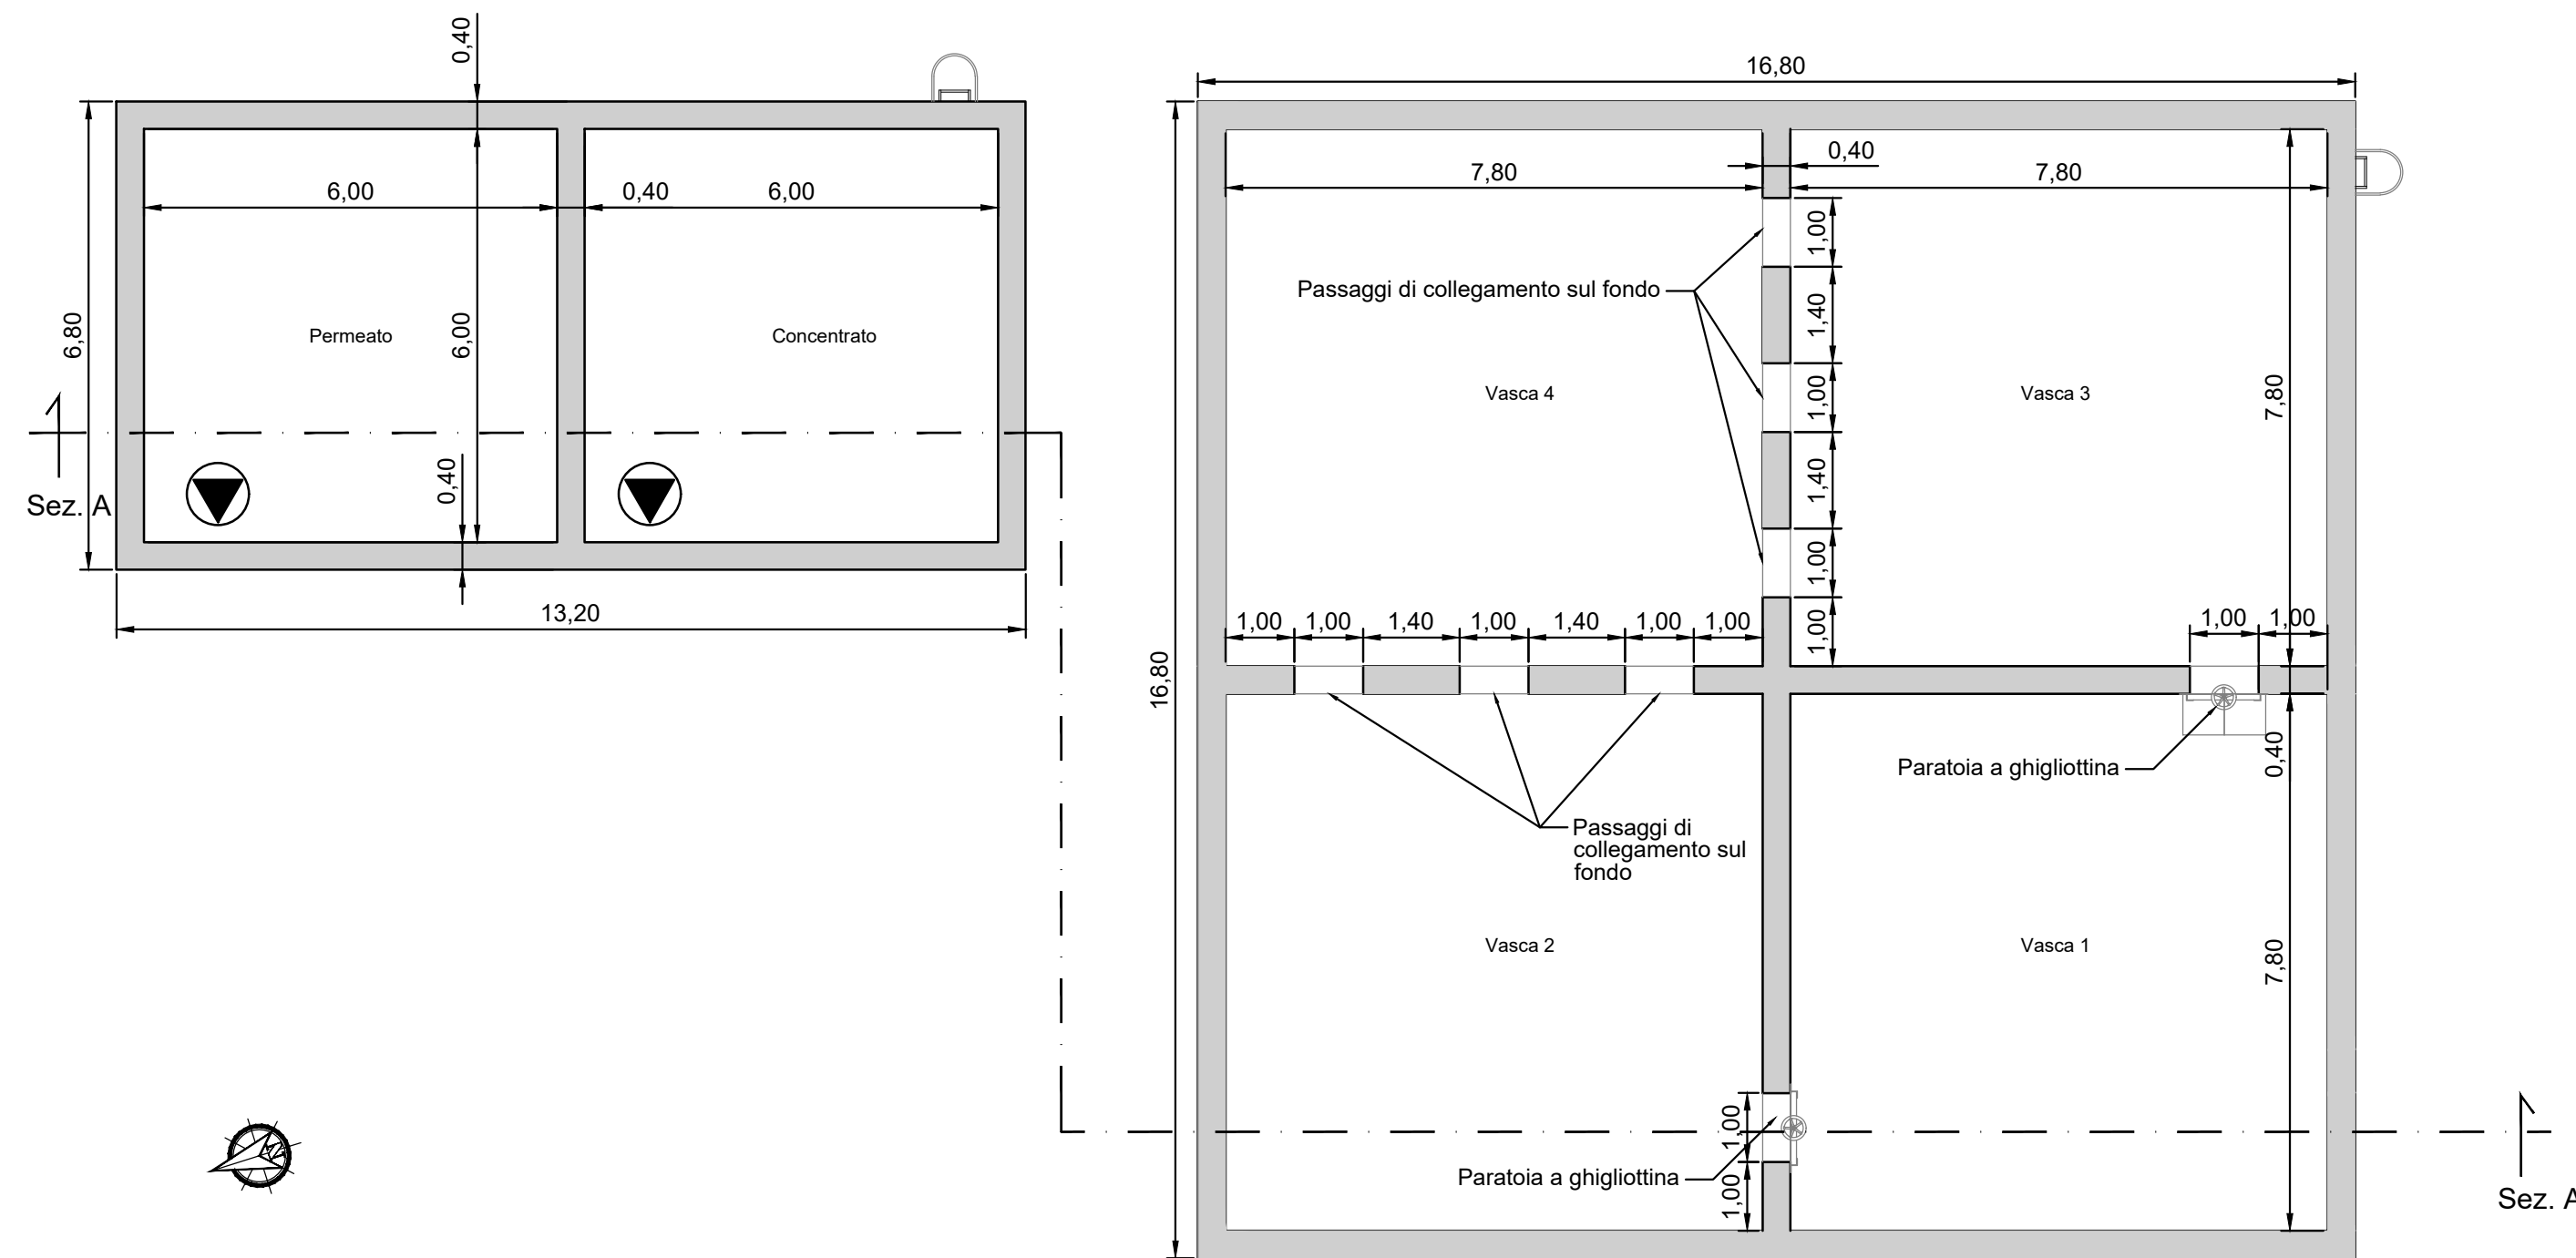 0,40
6,80
6,00
0,40
6,00
Permeato
6,00
Concentrato
0,40
Sez. A
13,20
16,80
16,80
7,80
0,40
7,80
Passaggi di collegamento sul fondo
1,00
1,40
1,00
1,40
1,00
1,00
Vasca 4
Vasca 3
7,80
1,00
1,00
1,40
1,00
1,40
1,00
1,00
1,00
1,00
Paratoia a ghigliottina
0,40
Passaggi di
collegamento sul
fondo
Vasca 2
Vasca 1
7,80
1,00
Paratoia a ghigliottina
1,00
Sez. A